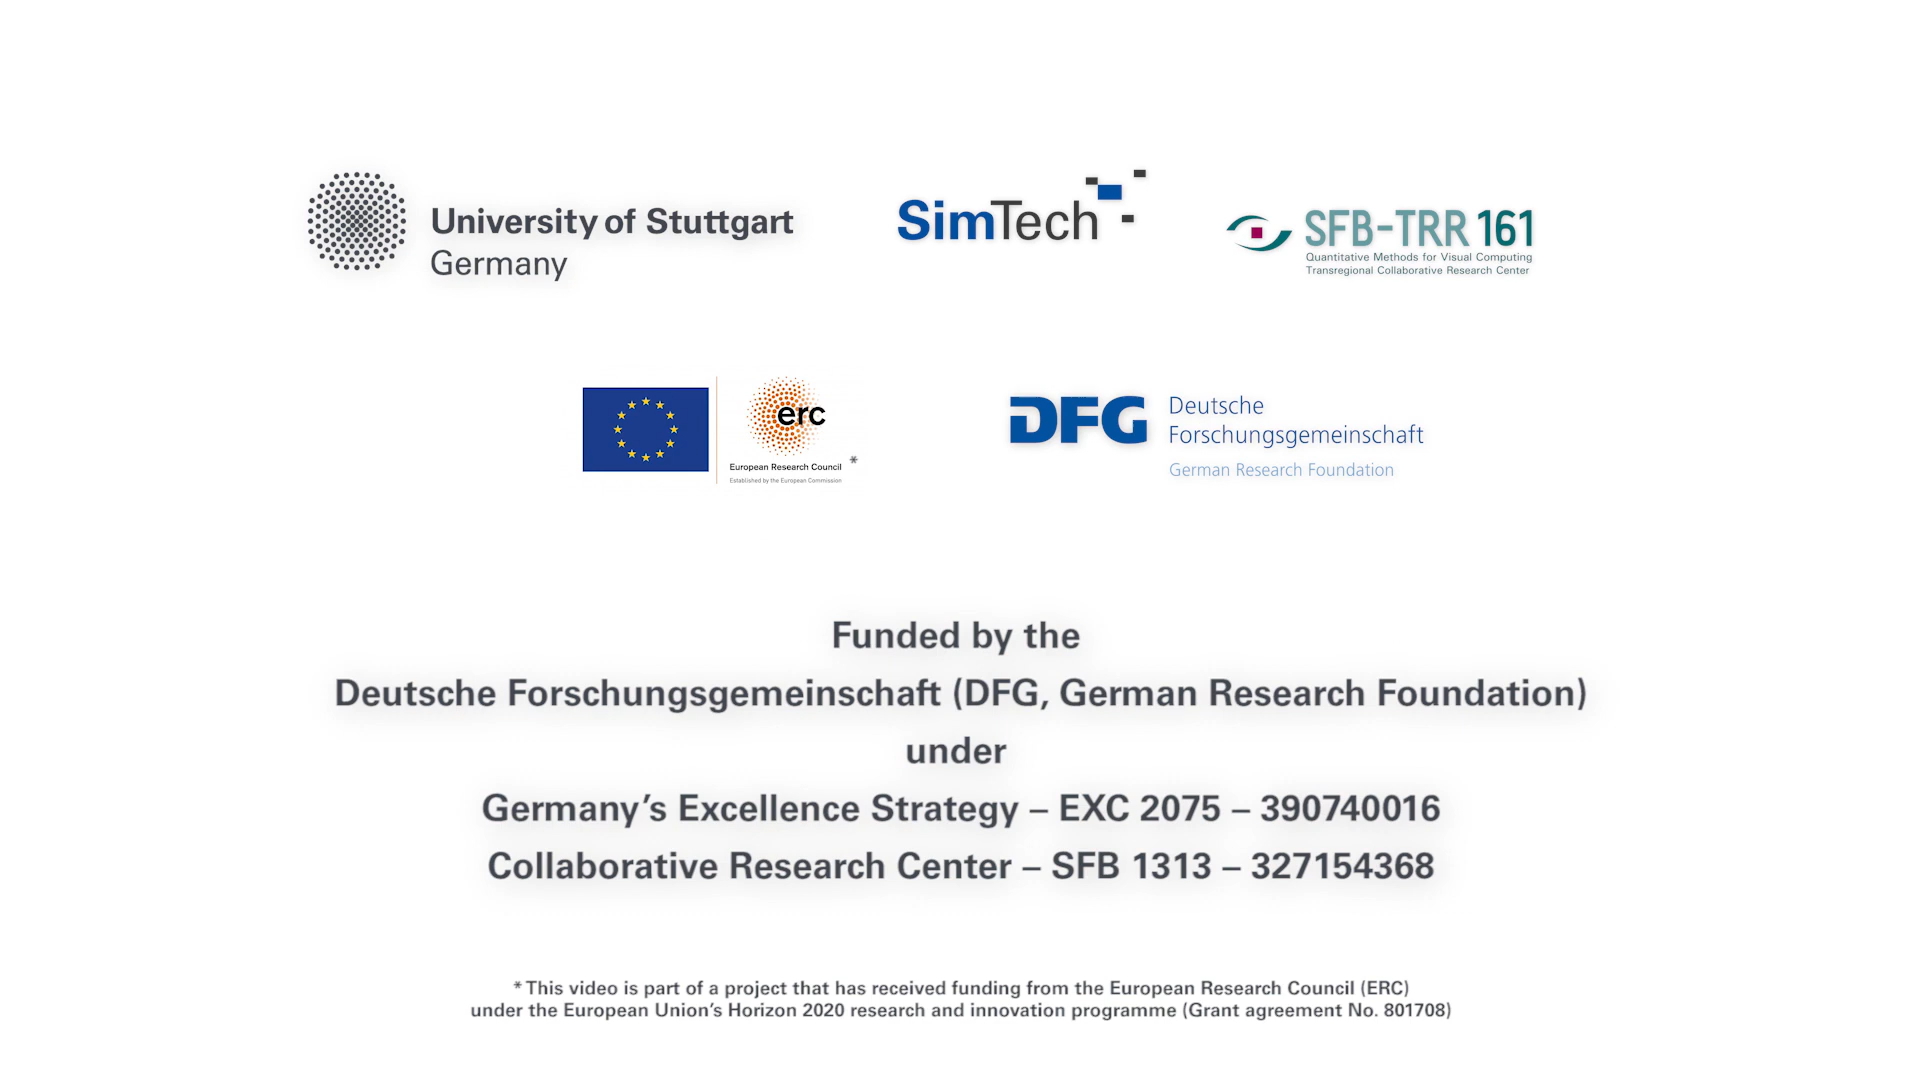 University of Stuttgart
Germany
SimTech
SFB-TRR 161
Quantitative Methods for Visual Computing
Transregional Collaborative Research Center
erc
European Research Council
*
Established by the European Commission
DFG
Deutsche
Forschungsgemeinschaft
German Research Foundation
Funded by the
Deutsche Forschungsgemeinschaft (DFG, German Research Foundation)
under
Germany’s Excellence Strategy – EXC 2075 – 390740016
Collaborative Research Center – SFB 1313 – 327154368
* This video is part of a project that has received funding from the European Research Council (ERC)
under the European Union’s Horizon 2020 research and innovation programme (Grant agreement No. 801708)